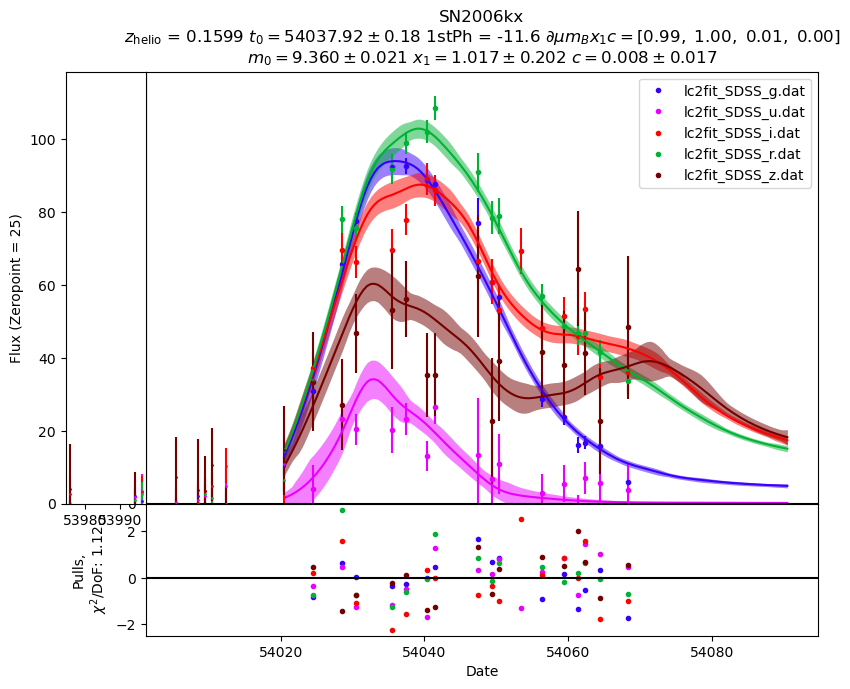 SN2006kx
z_helio = 0.1599 t_0 = 54037.92 ± 0.18 1stPh = -11.6 ∂μm_Bx_1c = [0.99, 1.00, 0.01, 0.00]
m_0 = 9.360 ± 0.021 x_1 = 1.017 ± 0.202 c = 0.008 ± 0.017
lc2fit_SDSS_g.dat
lc2fit_SDSS_u.dat
lc2fit_SDSS_i.dat
lc2fit_SDSS_r.dat
lc2fit_SDSS_z.dat
Flux (Zeropoint = 25)
100
80
60
40
20
0
53980
53990
Pulls,
χ²/DoF: 1.12
2
0
−2
54020
54040
54060
54080
Date